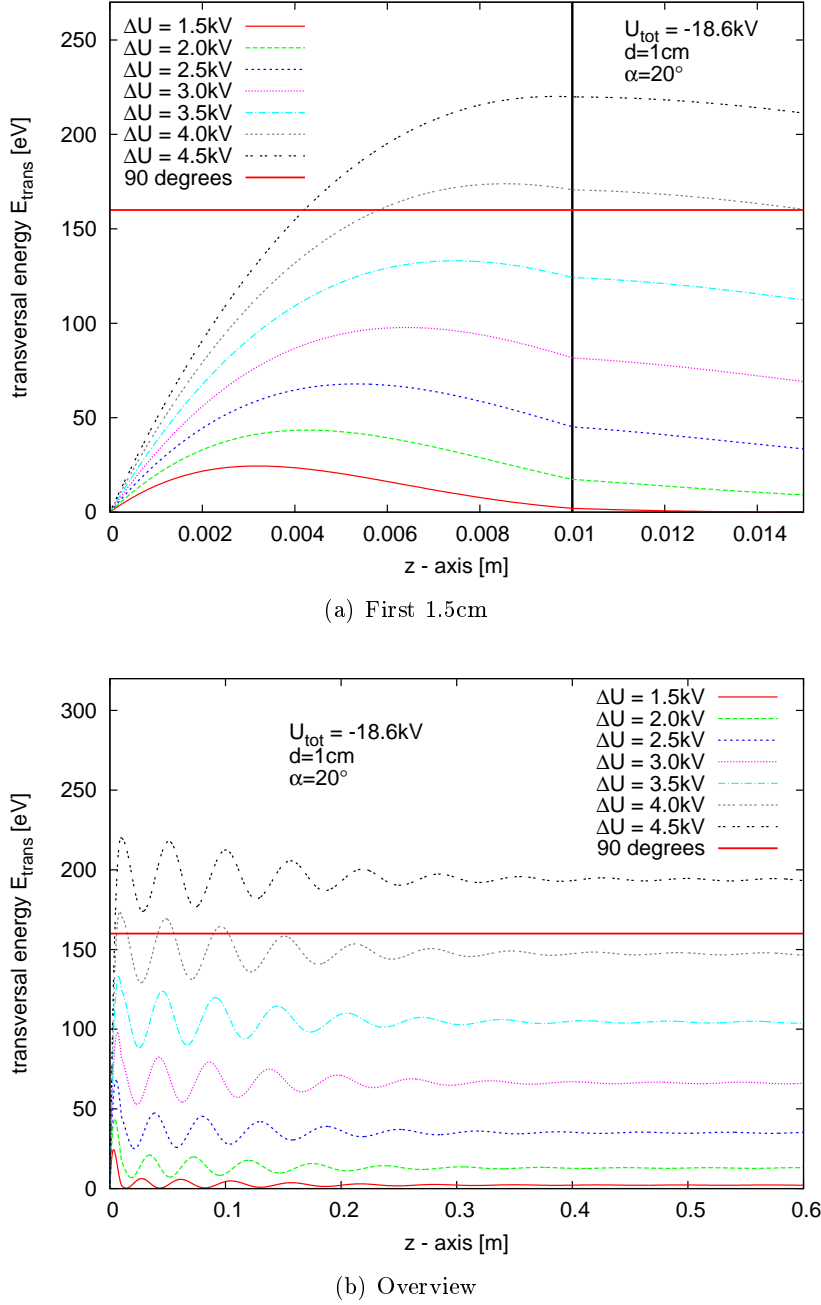 transversal energy E_trans [eV]
250
200
150
100
50
0
ΔU = 1.5kV
ΔU = 2.0kV
ΔU = 2.5kV
ΔU = 3.0kV
ΔU = 3.5kV
ΔU = 4.0kV
ΔU = 4.5kV
90 degrees
U_tot = -18.6kV
d=1cm
α=20°
0 0.002 0.004 0.006 0.008 0.01 0.012 0.014
z - axis [m]
(a) First 1.5cm
transversal energy E_trans [eV]
300
250
200
150
100
50
0
U_tot = -18.6kV
d=1cm
α=20°
ΔU = 1.5kV
ΔU = 2.0kV
ΔU = 2.5kV
ΔU = 3.0kV
ΔU = 3.5kV
ΔU = 4.0kV
ΔU = 4.5kV
90 degrees
0 0.1 0.2 0.3 0.4 0.5 0.6
z - axis [m]
(b) Overview